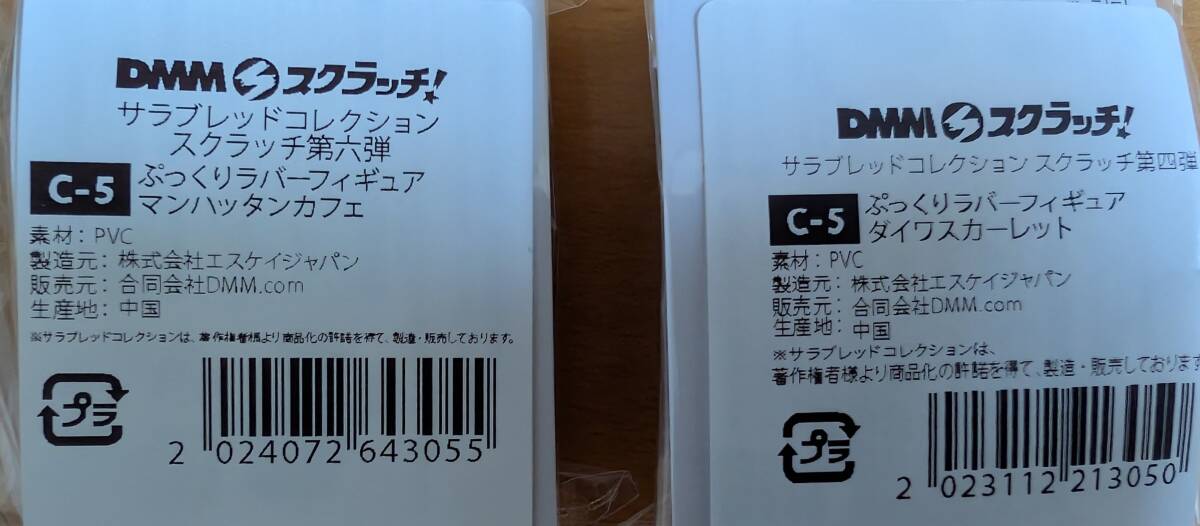 DMM スクラッチ!
サラブレッドコレクション
スクラッチ第六弾
C-5
ぷっくりラバーフィギュア
マンハッタンカフェ
素材: PVC
製造元: 株式会社エスケイジャパン
販売元: 合同会社DMM.com
生産地: 中国
※サラブレッドコレクションは、著作権者様より商品化の許諾を得て、製造・販売しております。
プラ
2 024072 643055
DMM スクラッチ!
サラブレッドコレクション スクラッチ第四弾
C-5
ぷっくりラバーフィギュア
ダイワスカーレット
素材: PVC
製造元: 株式会社エスケイジャパン
販売元: 合同会社DMM.com
生産地: 中国
※サラブレッドコレクションは、
著作権者様より商品化の許諾を得て、製造・販売しております
プラ
2 023112 213050